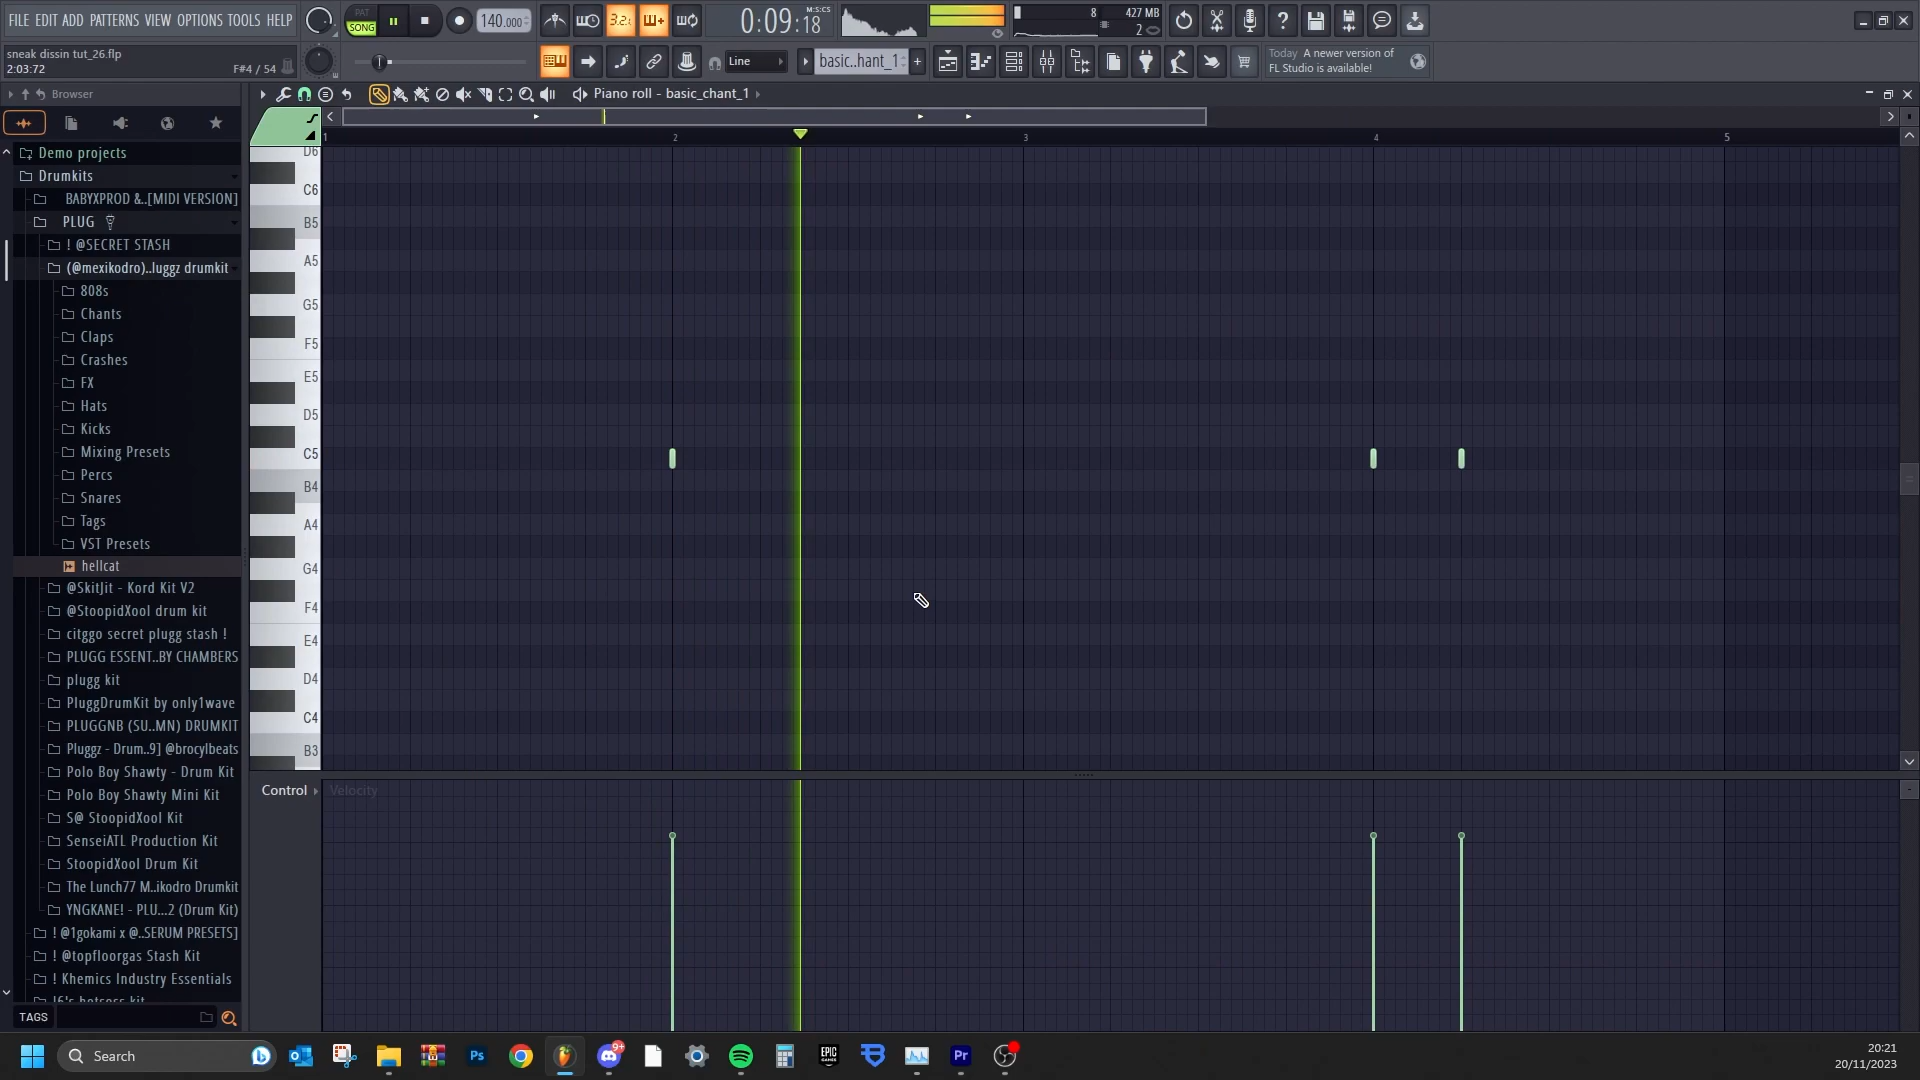 FILE EDIT ADD PATTERNS VIEW OPTIONS TOOLS HELP
PAT
SONG
140.000
3.2.
0:09:18
M:S:CS
8
427 MB
2
sneak dissin tut_26.flp
2:03:72
F#4 / 54
Line
basic..hant_1
Today A newer version of
FL Studio is available!
Browser
Piano roll - basic_chant_1
1
2
3
4
5
Demo projects
Drumkits
BABYXPROD &..[MIDI VERSION]
PLUG
! @SECRET STASH
(@mexikodro)..luggz drumkit
808s
Chants
Claps
Crashes
FX
Hats
Kicks
Mixing Presets
Percs
Snares
Tags
VST Presets
hellcat
@SkitJit - Kord Kit V2
@StoopidXool drum kit
citggo secret plugg stash !
PLUGG ESSENT..BY CHAMBERS
plugg kit
PluggDrumKit by only1wave
PLUGGNB (SU..MN) DRUMKIT
Pluggz - Drum..9] @brocylbeats
Polo Boy Shawty - Drum Kit
Polo Boy Shawty Mini Kit
S@ StoopidXool Kit
SenseiATL Production Kit
StoopidXool Drum Kit
The Lunch77 M..ikodro Drumkit
YNGKANE! - PLU...2 (Drum Kit)
! @1gokami x @..SERUM PRESETS]
! @topfloorgas Stash Kit
! Khemics Industry Essentials
TAGS
D6
C6
B5
A5
G5
F5
E5
D5
C5
B4
A4
G4
F4
E4
D4
C4
B3
Control
Velocity
Search
Ps
9+
EPIC
GAMES
Pr
20:21
20/11/2023